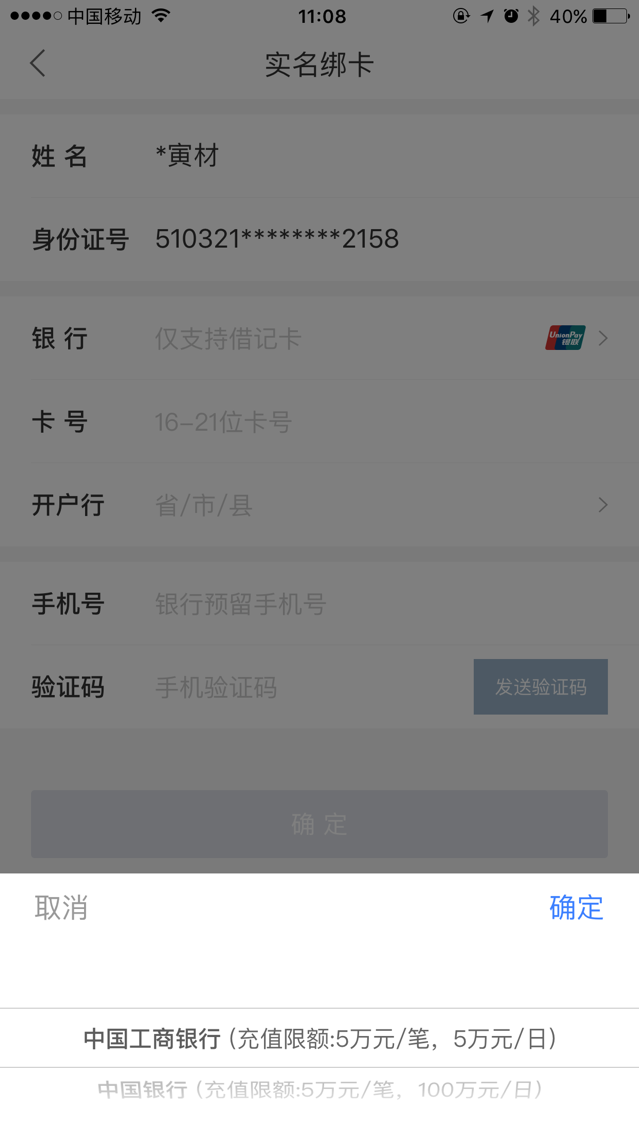 中国移动 11:08 40%
实名绑卡
姓 名 *寅材
身份证号 510321********2158
银 行 仅支持借记卡 UnionPay 银联
卡 号 16-21位卡号
开户行 省/市/县
手机号 银行预留手机号
验证码 手机验证码 发送验证码
确 定
取消 确定
中国工商银行 (充值限额:5万元/笔，5万元/日)
中国银行 (充值限额:5万元/笔，100万元/日)